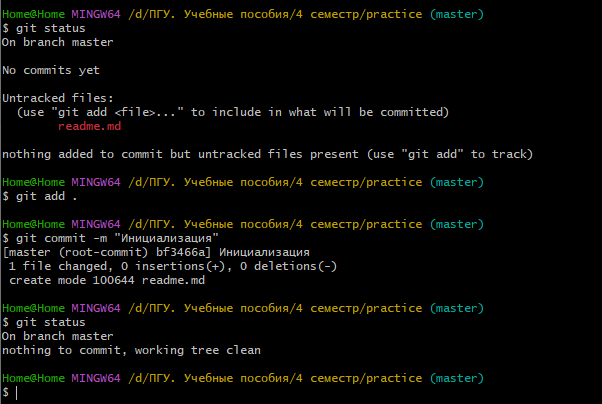 Home@Home MINGW64 /d/ПГУ. Учебные пособия/4 семестр/practice (master)
$ git status
On branch master
No commits yet
Untracked files:
  (use "git add <file>..." to include in what will be committed)
        readme.md
nothing added to commit but untracked files present (use "git add" to track)
Home@Home MINGW64 /d/ПГУ. Учебные пособия/4 семестр/practice (master)
$ git add .
Home@Home MINGW64 /d/ПГУ. Учебные пособия/4 семестр/practice (master)
$ git commit -m "Инициализация"
[master (root-commit) bf3466a] Инициализация
 1 file changed, 0 insertions(+), 0 deletions(-)
 create mode 100644 readme.md
Home@Home MINGW64 /d/ПГУ. Учебные пособия/4 семестр/practice (master)
$ git status
On branch master
nothing to commit, working tree clean
Home@Home MINGW64 /d/ПГУ. Учебные пособия/4 семестр/practice (master)
$